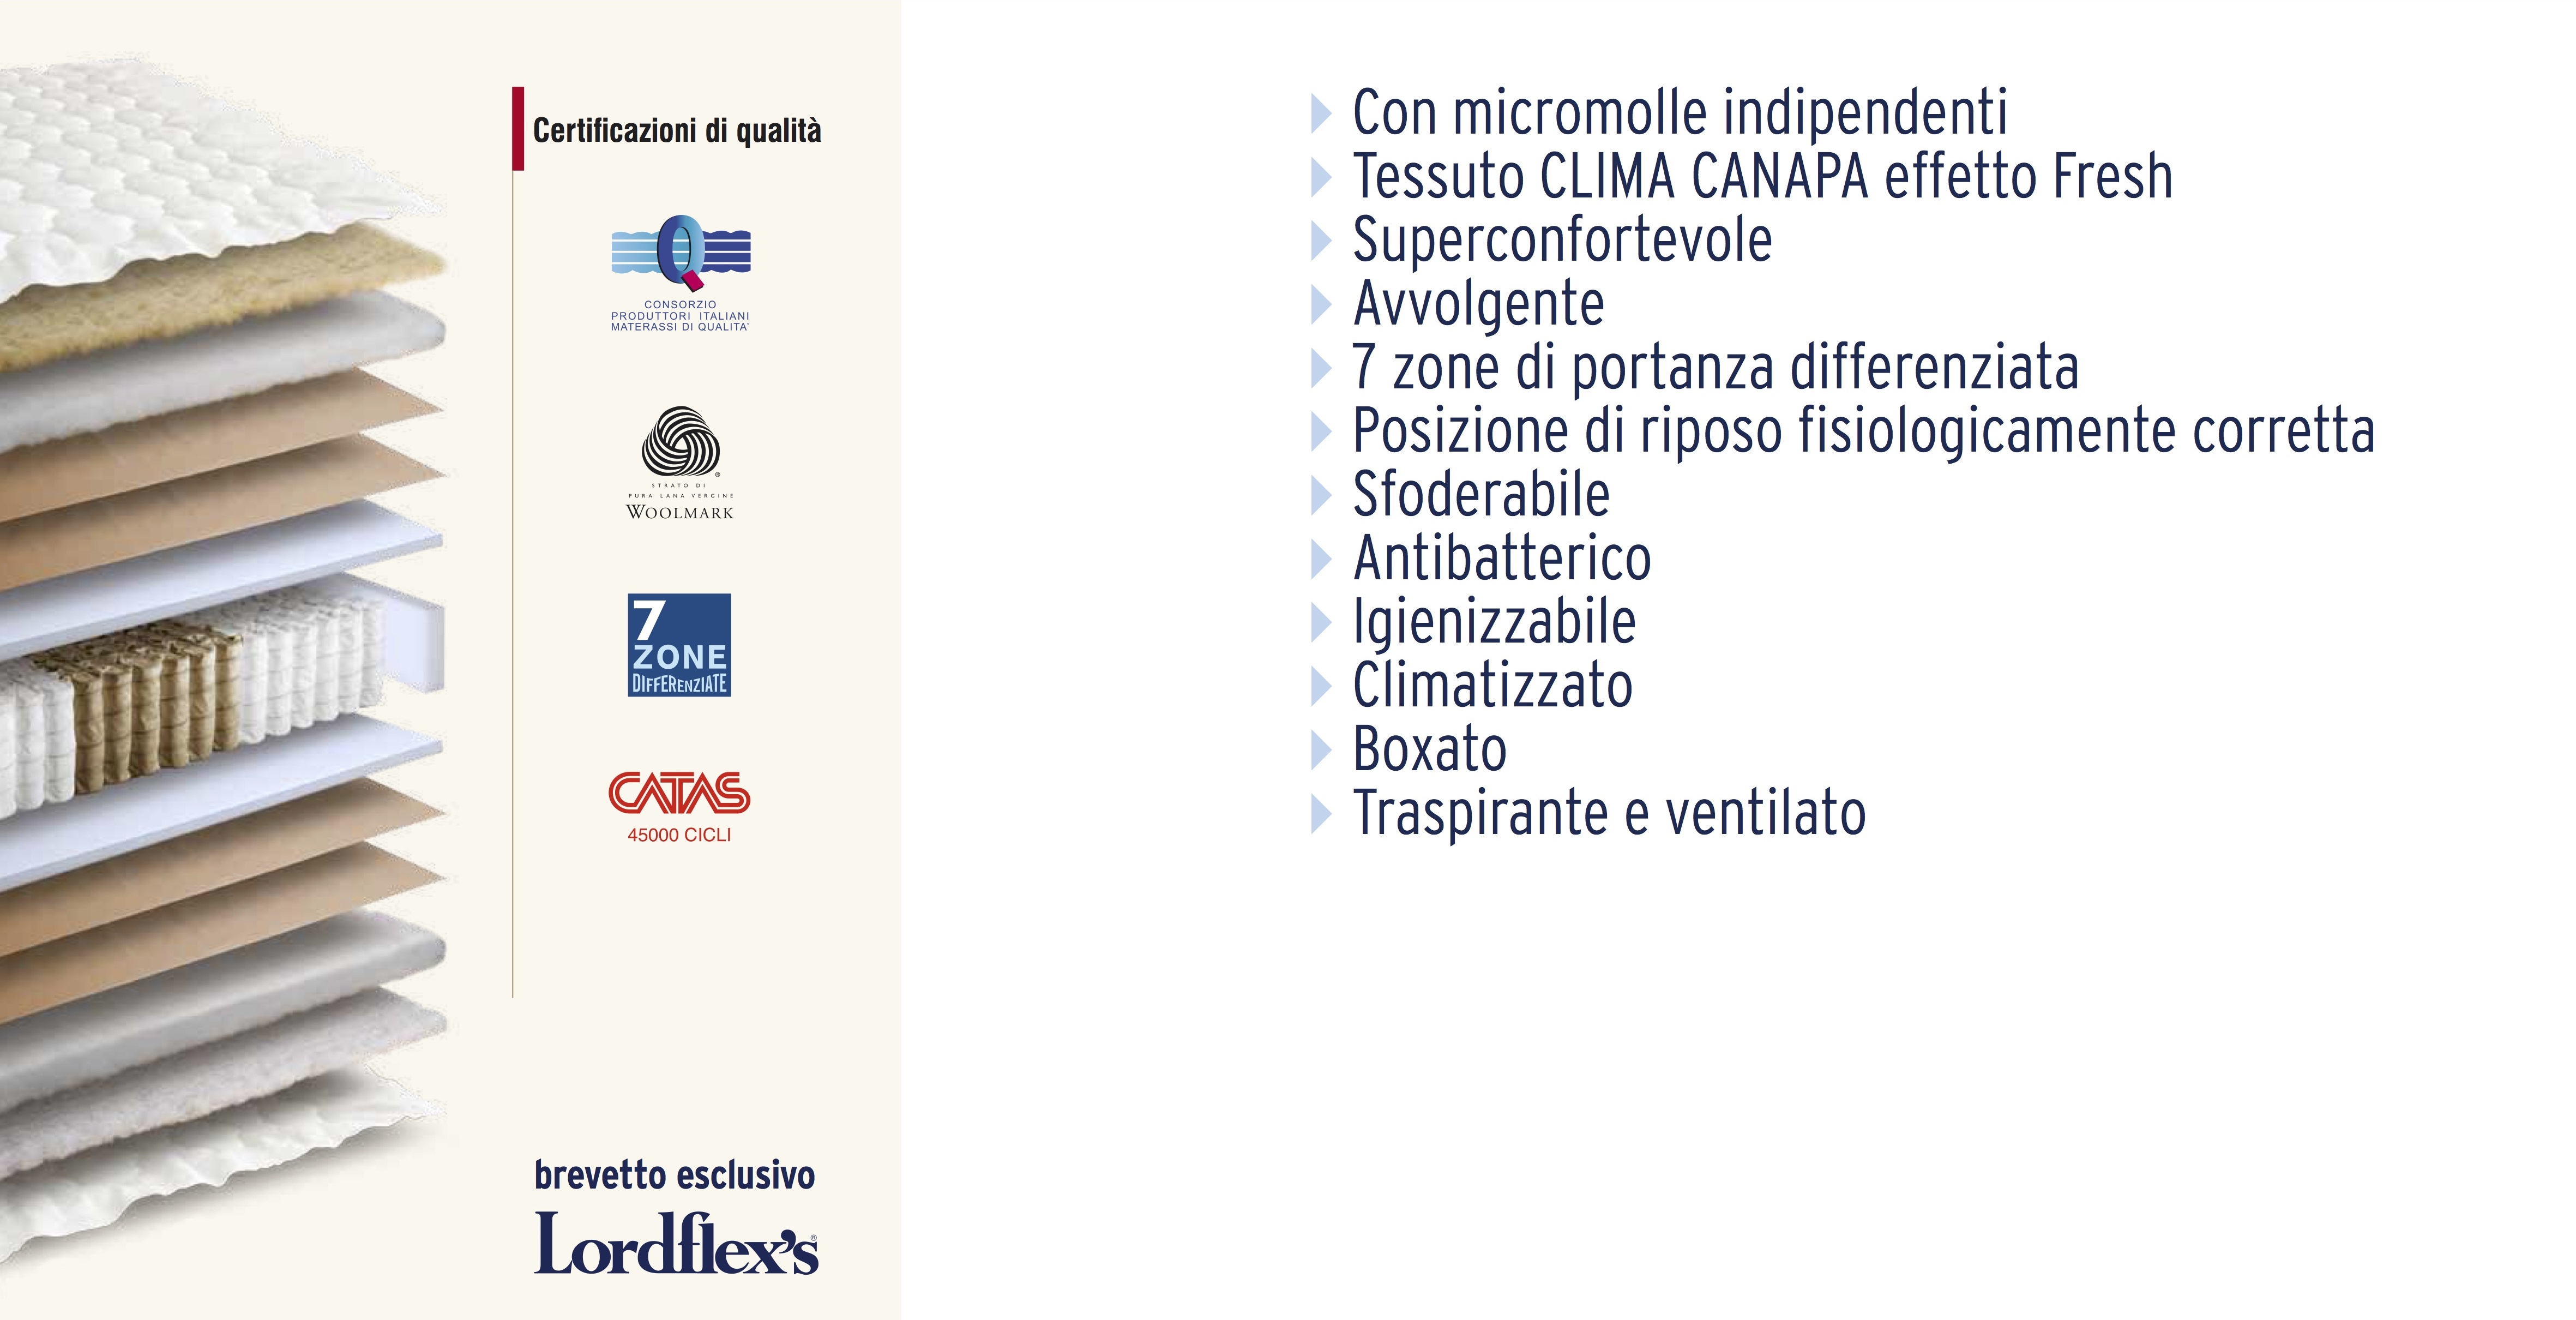 Certificazioni di qualità
Q
CONSORZIO
PRODUTTORI ITALIANI
MATERASSI DI QUALITA'
®
STRATO DI
PURA LANA VERGINE
WOOLMARK
7
ZONE
DIFFERENZIATE
CATAS
45000 CICLI
brevetto esclusivo
Lordflex's®
Con micromolle indipendenti
Tessuto CLIMA CANAPA effetto Fresh
Superconfortevole
Avvolgente
7 zone di portanza differenziata
Posizione di riposo fisiologicamente corretta
Sfoderabile
Antibatterico
Igienizzabile
Climatizzato
Boxato
Traspirante e ventilato